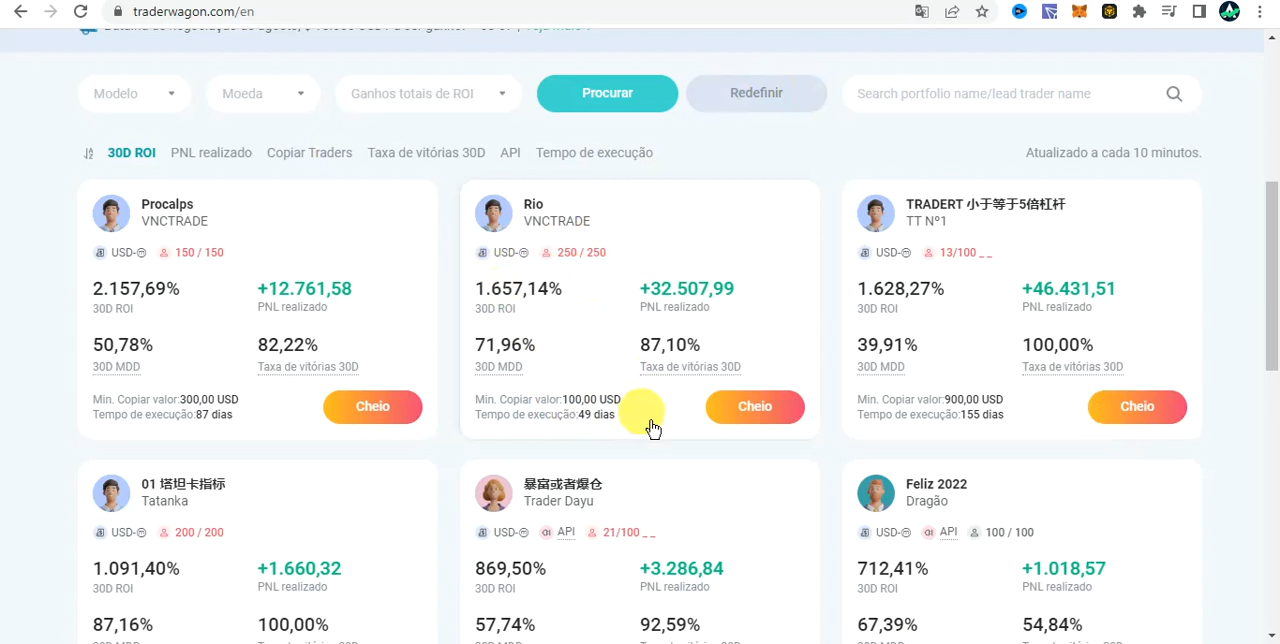 traderwagon.com/en
Modelo
Moeda
Ganhos totais de ROI
Procurar
Redefinir
Search portfolio name/lead trader name
30D ROI PNL realizado Copiar Traders Taxa de vitórias 30D API Tempo de execução
Atualizado a cada 10 minutos.
Procalps
VNCTRADE
USD-Ⓜ 150 / 150
2.157,69% +12.761,58
30D ROI PNL realizado
50,78% 82,22%
30D MDD Taxa de vitórias 30D
Min. Copiar valor:300,00 USD
Tempo de execução:87 dias
Cheio
Rio
VNCTRADE
USD-Ⓜ 250 / 250
1.657,14% +32.507,99
30D ROI PNL realizado
71,96% 87,10%
30D MDD Taxa de vitórias 30D
Min. Copiar valor:100,00 USD
Tempo de execução:49 dias
Cheio
TRADERT 小于等于5倍杠杆
TT Nº1
USD-Ⓜ 13/100 _ _
1.628,27% +46.431,51
30D ROI PNL realizado
39,91% 100,00%
30D MDD Taxa de vitórias 30D
Min. Copiar valor:900,00 USD
Tempo de execução:155 dias
Cheio
01 塔坦卡指标
Tatanka
USD-Ⓜ 200 / 200
1.091,40% +1.660,32
30D ROI PNL realizado
87,16% 100,00%
暴富或者爆仓
Trader Dayu
USD-Ⓜ API 21/100 _ _
869,50% +3.286,84
30D ROI PNL realizado
57,74% 92,59%
Feliz 2022
Dragão
USD-Ⓜ API 100 / 100
712,41% +1.018,57
30D ROI PNL realizado
67,39% 54,84%